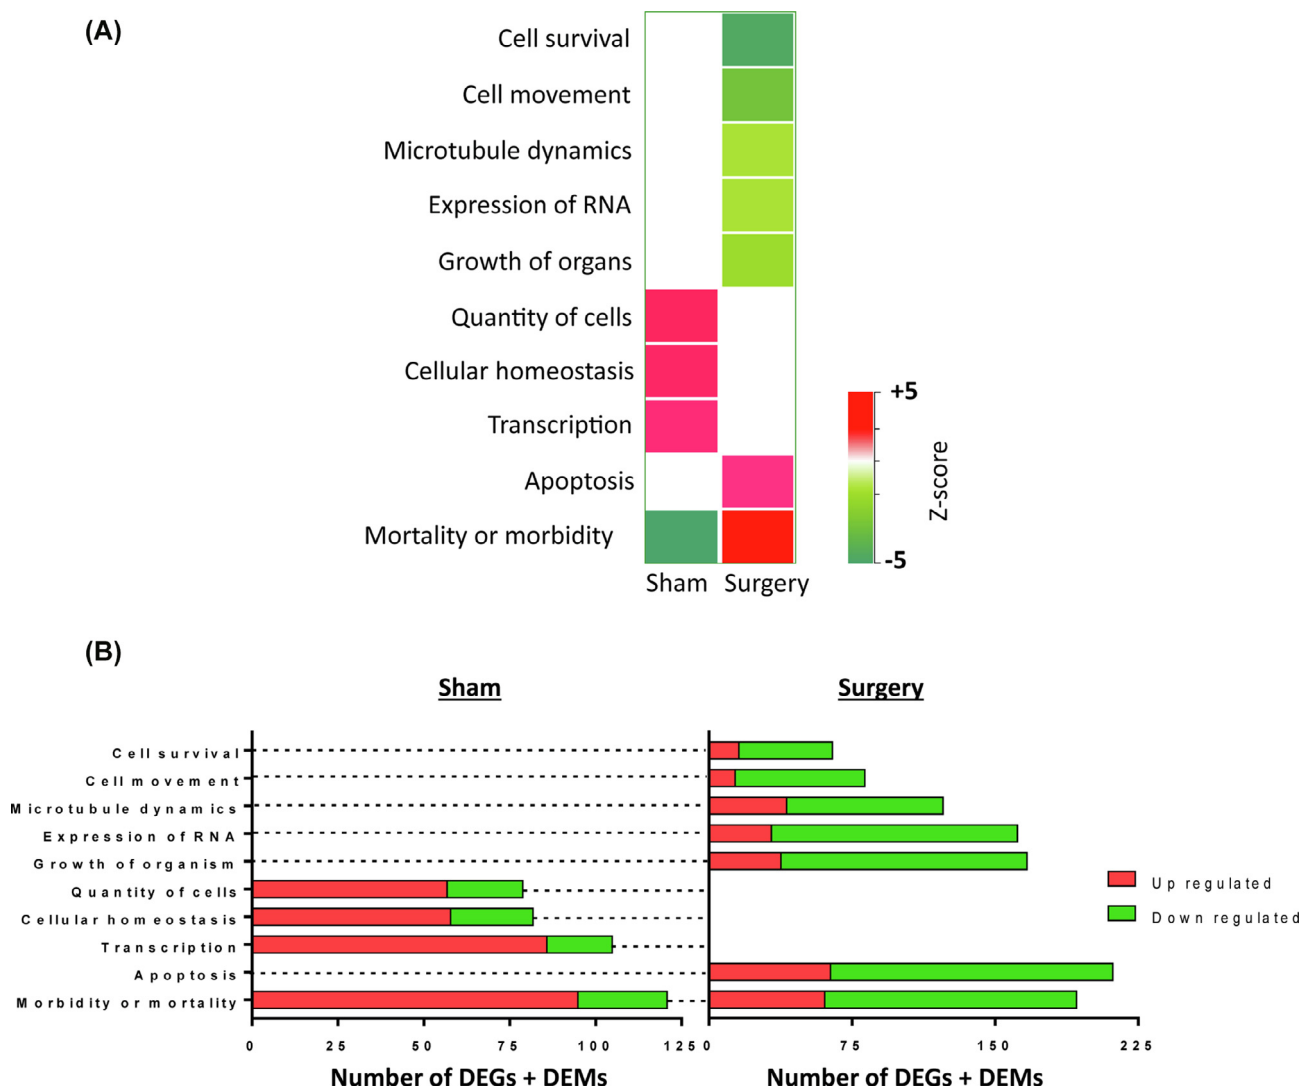 (A)
Cell survival
Cell movement
Microtubule dynamics
Expression of RNA
Growth of organs
Quantity of cells
Cellular homeostasis
Transcription
Apoptosis
Mortality or morbidity
Sham Surgery
+5
Z-score
-5
(B)
Sham Surgery
Cell survival
Cell movement
Microtubule dynamics
Expression of RNA
Growth of organism
Quantity of cells
Cellular homeostasis
Transcription
Apoptosis
Morbidity or mortality
Up regulated
Down regulated
0 25 50 75 100 125 0 75 150 225
Number of DEGs + DEMs Number of DEGs + DEMs